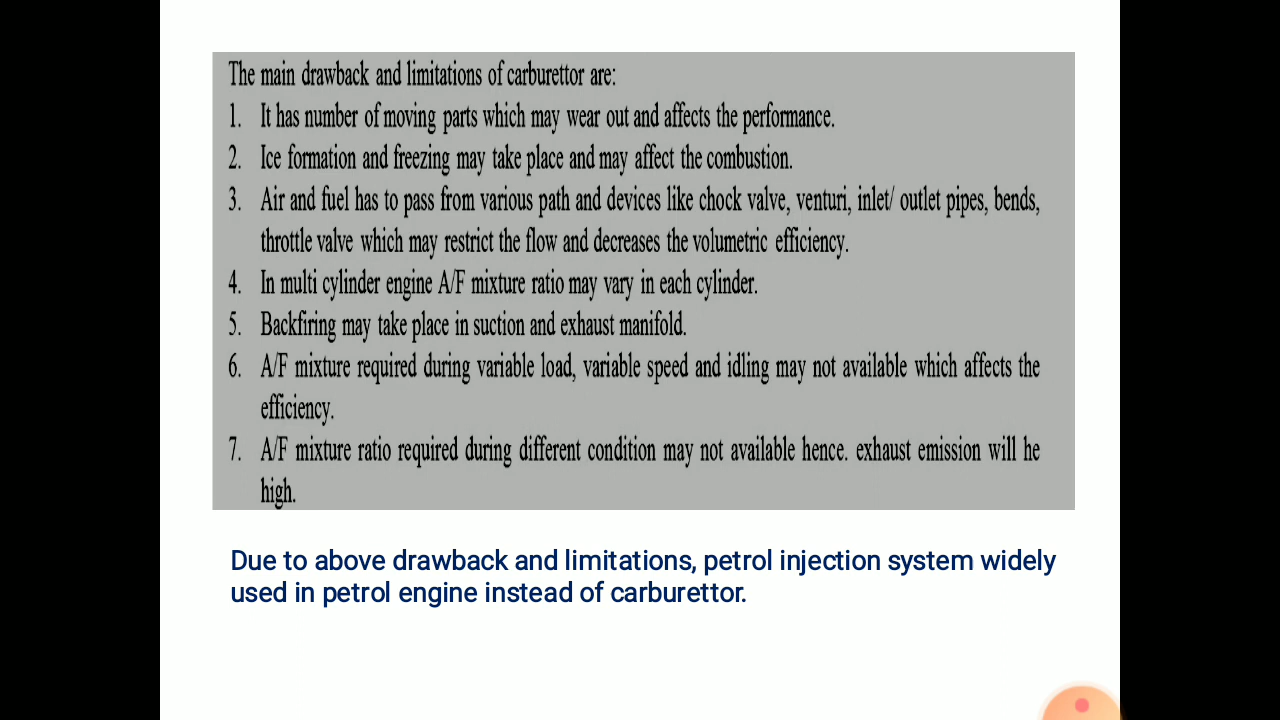 The main drawback and limitations of carburettor are:
1. It has number of moving parts which may wear out and affects the performance.
2. Ice formation and freezing may take place and may affect the combustion.
3. Air and fuel has to pass from various path and devices like chock valve, venturi, inlet/ outlet pipes, bends,
throttle valve which may restrict the flow and decreases the volumetric efficiency.
4. In multi cylinder engine A/F mixture ratio may vary in each cylinder.
5. Backfiring may take place in suction and exhaust manifold.
6. A/F mixture required during variable load, variable speed and idling may not available which affects the
efficiency.
7. A/F mixture ratio required during different condition may not available hence. exhaust emission will he
high.
Due to above drawback and limitations, petrol injection system widely
used in petrol engine instead of carburettor.